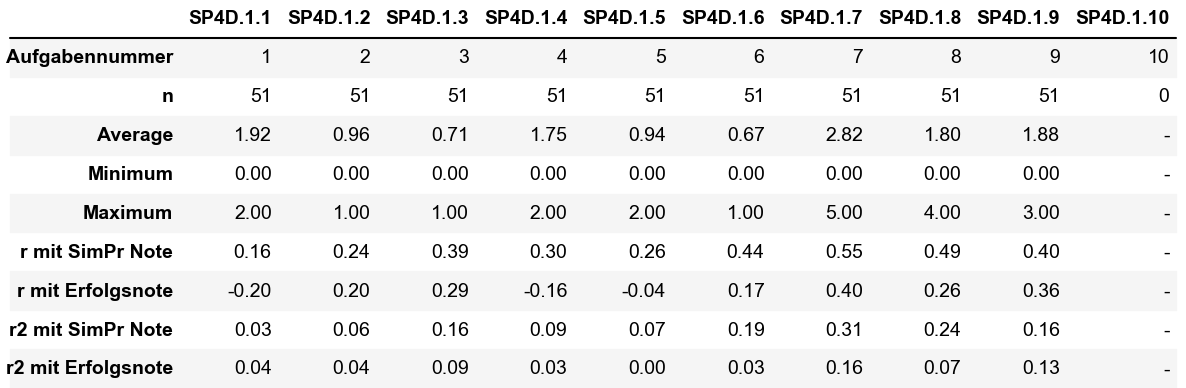 SP4D.1.1 SP4D.1.2 SP4D.1.3 SP4D.1.4 SP4D.1.5 SP4D.1.6 SP4D.1.7 SP4D.1.8 SP4D.1.9 SP4D.1.10
Aufgabennummer 1 2 3 4 5 6 7 8 9 10
n 51 51 51 51 51 51 51 51 51 0
Average 1.92 0.96 0.71 1.75 0.94 0.67 2.82 1.80 1.88 -
Minimum 0.00 0.00 0.00 0.00 0.00 0.00 0.00 0.00 0.00 -
Maximum 2.00 1.00 1.00 2.00 2.00 1.00 5.00 4.00 3.00 -
r mit SimPr Note 0.16 0.24 0.39 0.30 0.26 0.44 0.55 0.49 0.40 -
r mit Erfolgsnote -0.20 0.20 0.29 -0.16 -0.04 0.17 0.40 0.26 0.36 -
r2 mit SimPr Note 0.03 0.06 0.16 0.09 0.07 0.19 0.31 0.24 0.16 -
r2 mit Erfolgsnote 0.04 0.04 0.09 0.03 0.00 0.03 0.16 0.07 0.13 -